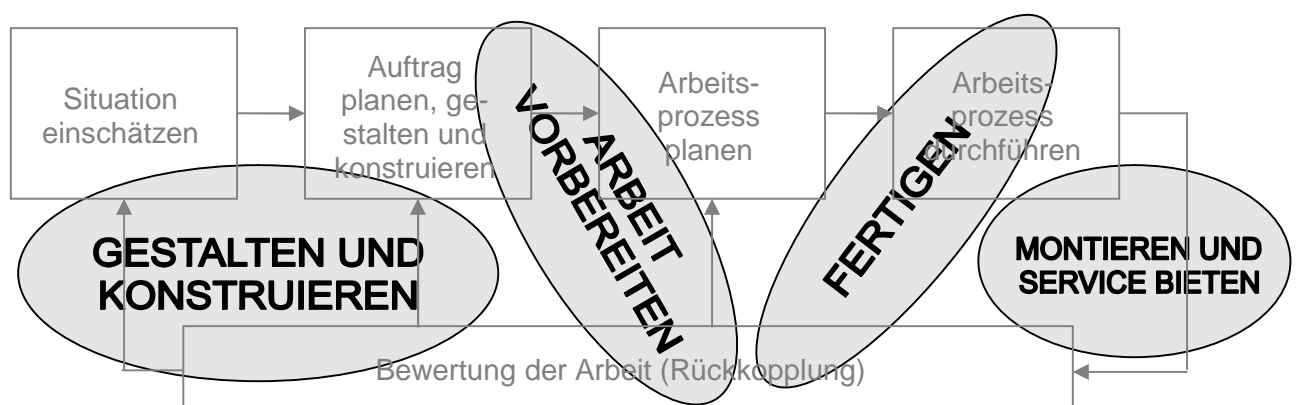 Situation
einschätzen
Auftrag
planen, ge-
stalten und
konstruieren
Arbeits-
prozess
planen
Arbeits-
prozess
durchführen
GESTALTEN UND
KONSTRUIEREN
ARBEIT
VORBEREITEN
FERTIGEN
MONTIEREN UND
SERVICE BIETEN
Bewertung der Arbeit (Rückkopplung)